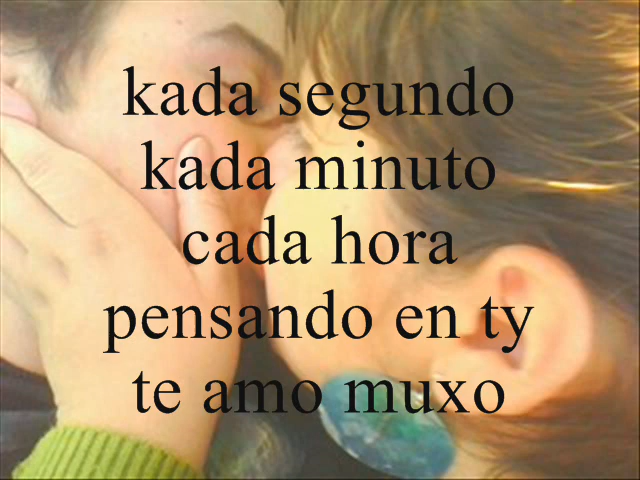 kada segundo
kada minuto
cada hora
pensando en ty
te amo muxo